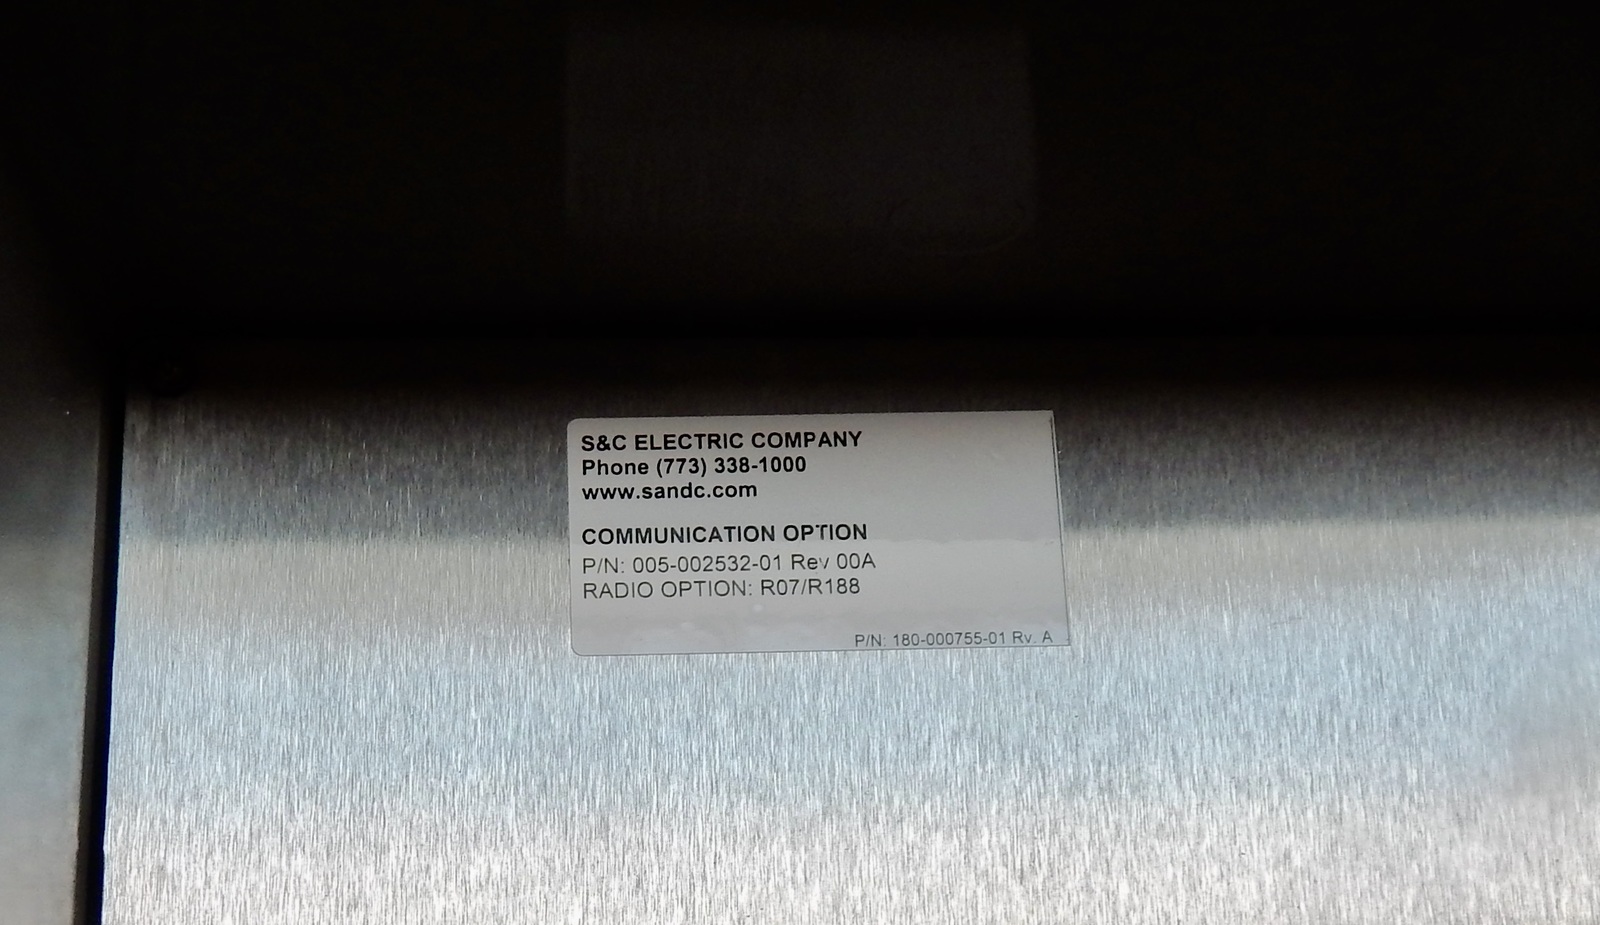 S&C ELECTRIC COMPANY
Phone (773) 338-1000
www.sandc.com
COMMUNICATION OPTION
P/N: 005-002532-01 Rev 00A
RADIO OPTION: R07/R188
P/N: 180-000755-01 Rv. A